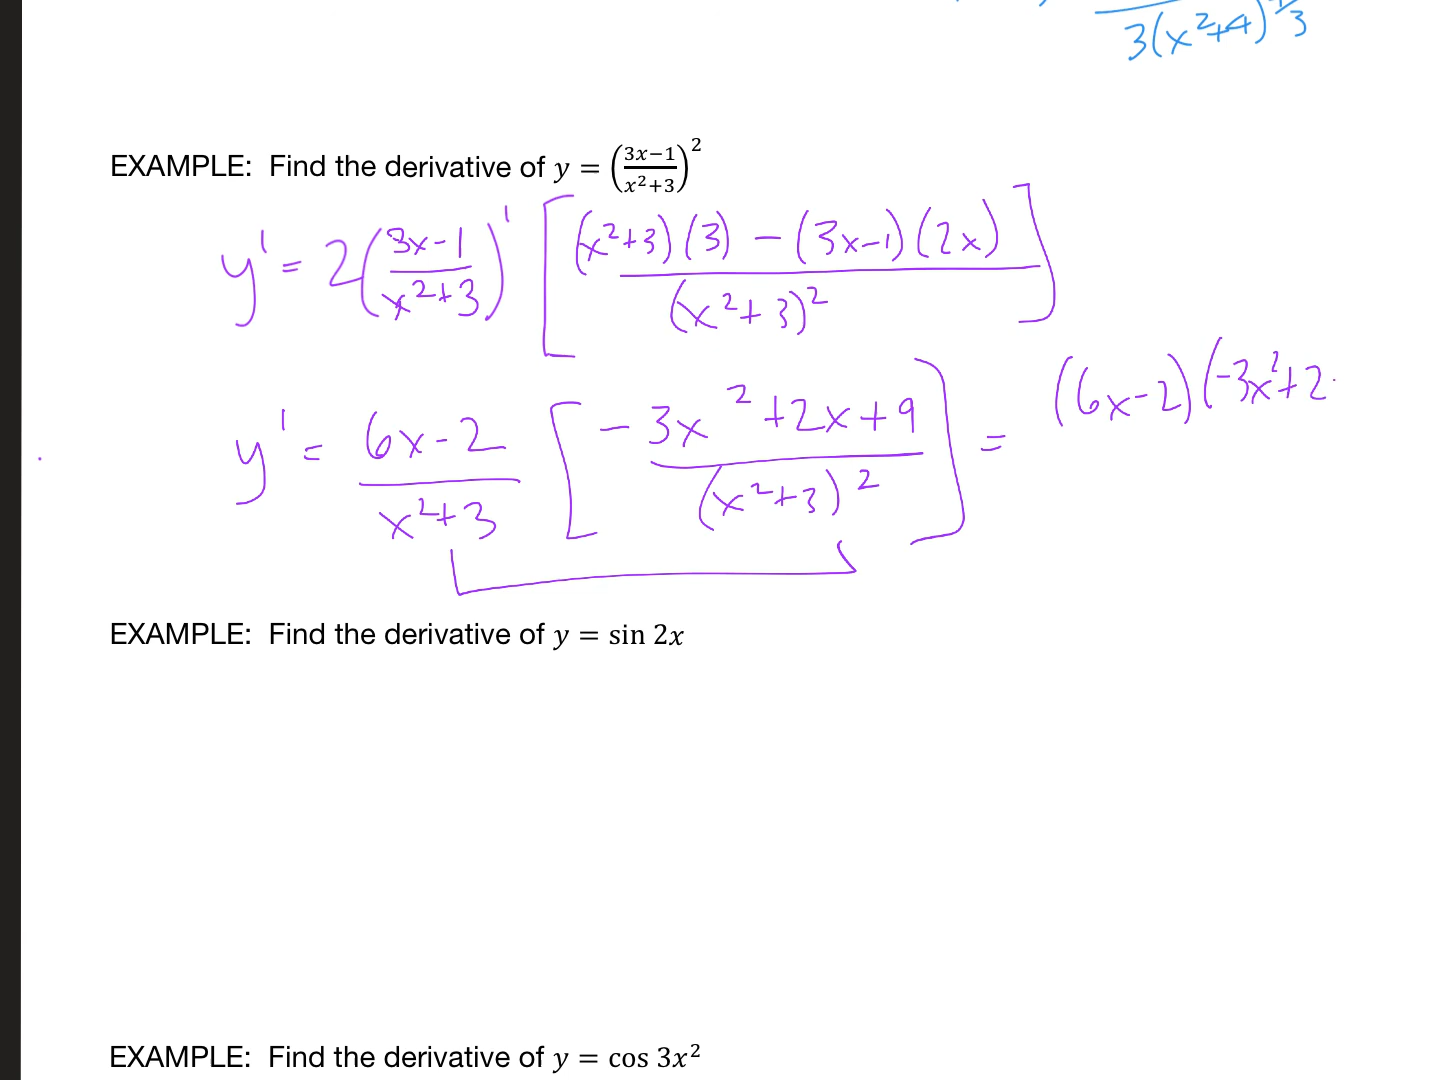 3(x²+4)^1/3
EXAMPLE: Find the derivative of y = ((3x−1)/(x²+3))²
y' = 2((3x-1)/(x²+3))^1 [((x²+3)(3) − (3x-1)(2x))/(x²+3)²]
y' = (6x-2)/(x²+3) [(-3x²+2x+9)/(x²+3)²] = (6x-2)(-3x²+2
EXAMPLE: Find the derivative of y = sin 2x
EXAMPLE: Find the derivative of y = cos 3x²